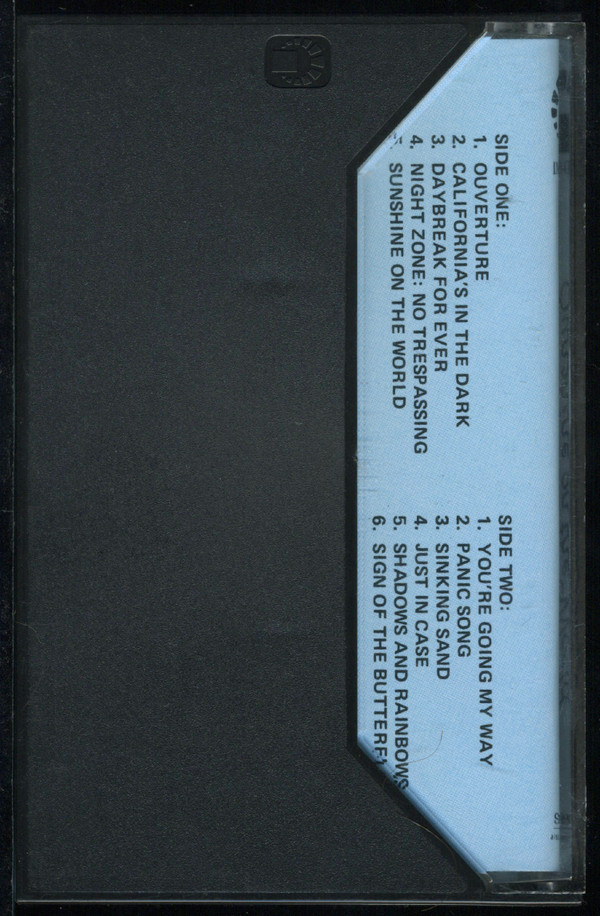 SIDE ONE:
1. OUVERTURE
2. CALIFORNIA'S IN THE DARK
3. DAYBREAK FOR EVER
4. NIGHT ZONE: NO TRESPASSING
SUNSHINE ON THE WORLD
SIDE TWO:
1. YOU'RE GOING MY WAY
2. PANIC SONG
3. SINKING SAND
4. JUST IN CASE
5. SHADOWS AND RAINBOWS
6. SIGN OF THE